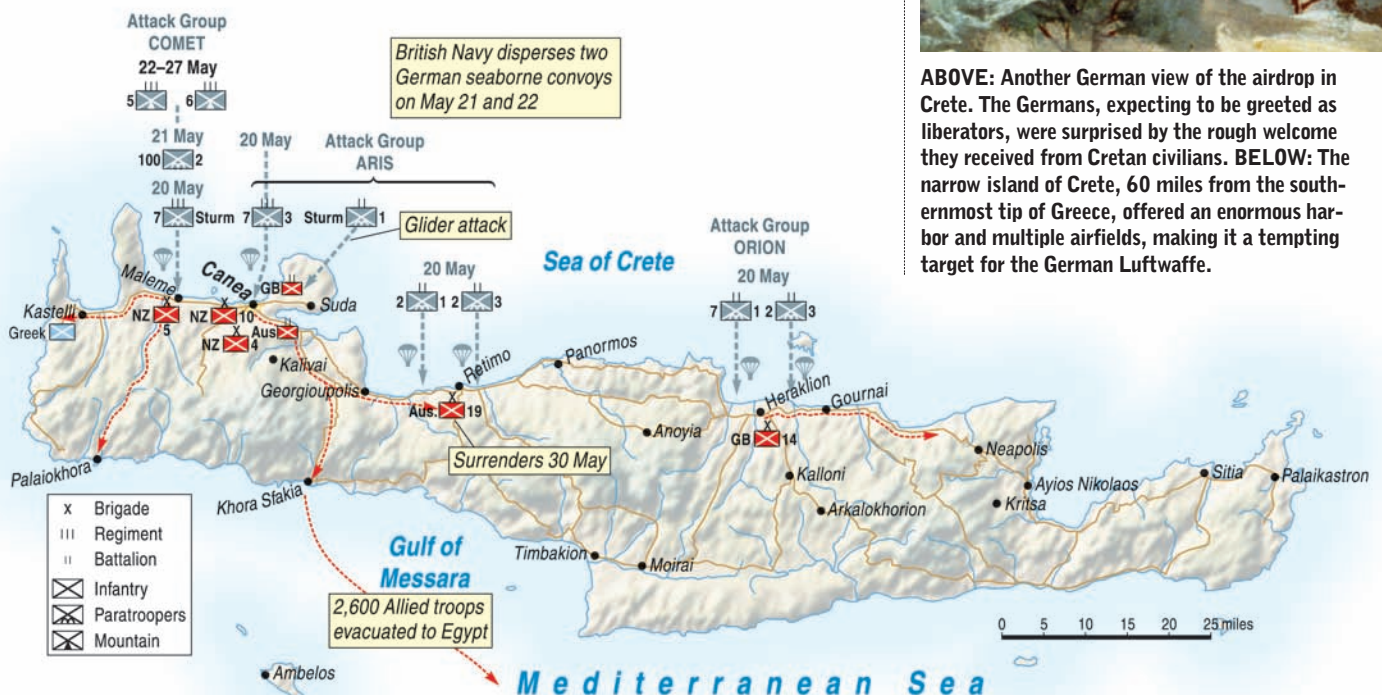 Attack Group
COMET
22–27 May
5 6
21 May
100 2
20 May
7 Sturm
British Navy disperses two
German seaborne convoys
on May 21 and 22
20 May
7 3
Attack Group
ARIS
Sturm 1
Glider attack
20 May
2 1 2 3
Sea of Crete
Attack Group
ORION
20 May
7 1 2 3
ABOVE: Another German view of the airdrop in
Crete. The Germans, expecting to be greeted as
liberators, were surprised by the rough welcome
they received from Cretan civilians. BELOW: The
narrow island of Crete, 60 miles from the south-
ernmost tip of Greece, offered an enormous har-
bor and multiple airfields, making it a tempting
target for the German Luftwaffe.
Maleme
Canea
GB
Suda
Kastelli
Greek
NZ
5
NZ 10
Aus
NZ 4
Kalivai
Georgioupolis
Retimo
Panormos
Aus. 19
Surrenders 30 May
Anoyia
Heraklion
Gournai
GB 14
Kalloni
Arkalokhorion
Neapolis
Ayios Nikolaos
Kritsa
Sitia
Palaikastron
Palaiokhora
Khora Sfakia
Timbakion
Moirai
X Brigade
III Regiment
II Battalion
Infantry
Paratroopers
Mountain
Gulf of
Messara
2,600 Allied troops
evacuated to Egypt
0 5 10 15 20 25 miles
Ambelos
Mediterranean Sea